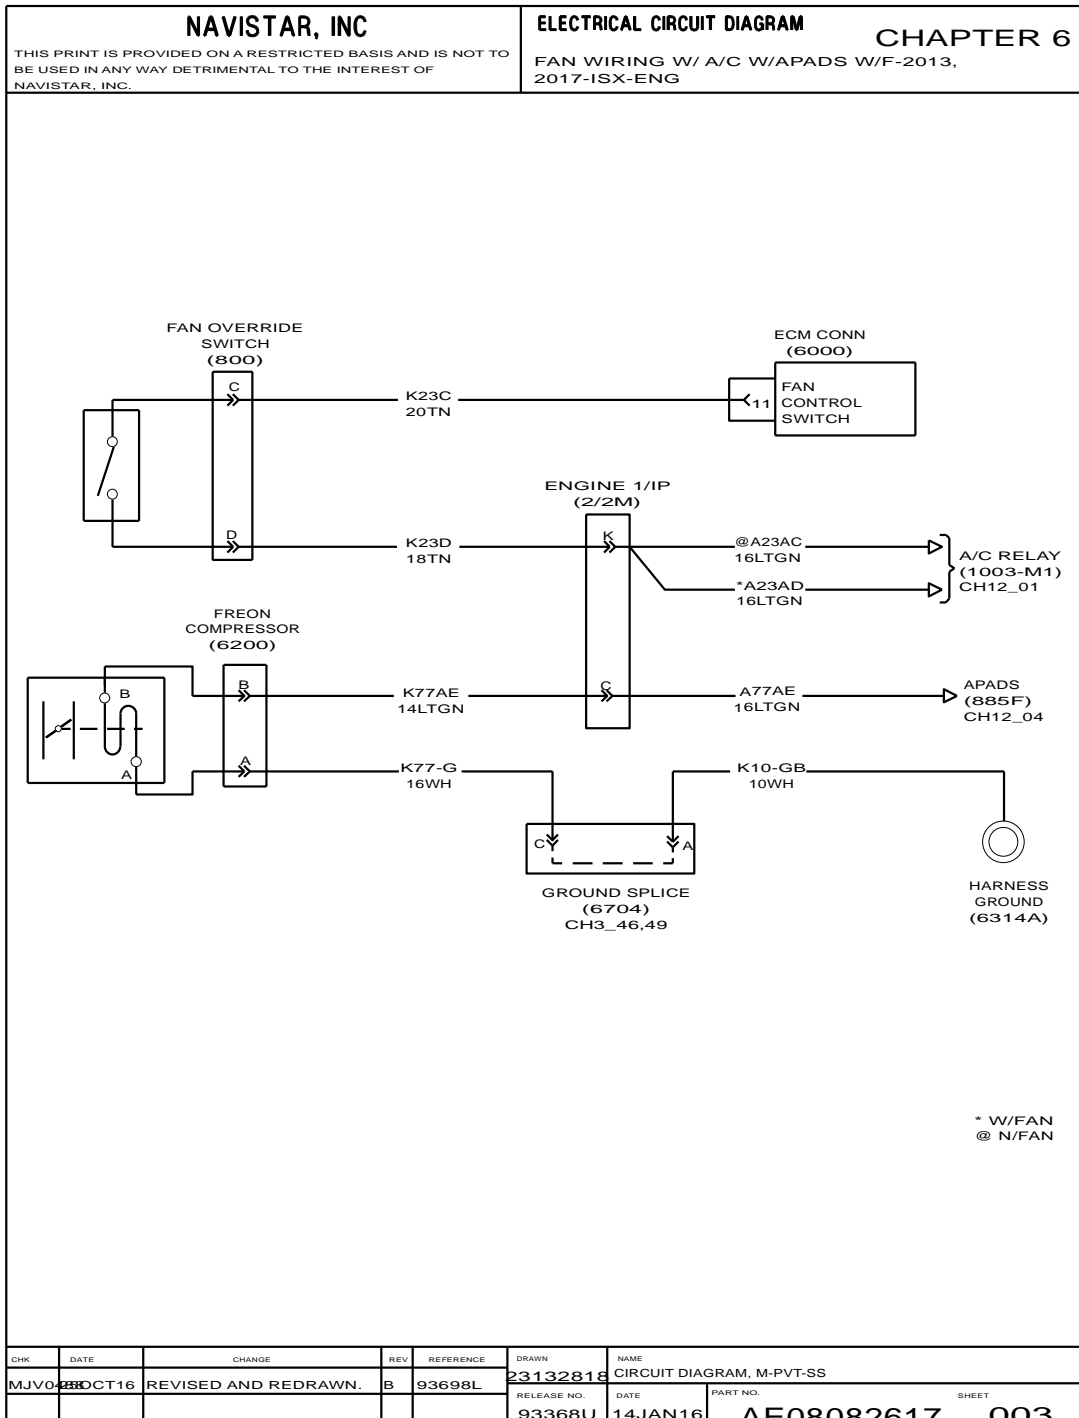 NAVISTAR, INC
THIS PRINT IS PROVIDED ON A RESTRICTED BASIS AND IS NOT TO
BE USED IN ANY WAY DETRIMENTAL TO THE INTEREST OF
NAVISTAR, INC.
ELECTRICAL CIRCUIT DIAGRAM
CHAPTER 6
FAN WIRING W/ A/C W/APADS W/F-2013,
2017-ISX-ENG
FAN OVERRIDE
SWITCH
(800)
C
K23C
20TN
ECM CONN
(6000)
11
FAN
CONTROL
SWITCH
D
K23D
18TN
ENGINE 1/IP
(2/2M)
K
@A23AC
16LTGN
*A23AD
16LTGN
A/C RELAY
(1003-M1)
CH12_01
FREON
COMPRESSOR
(6200)
B
B
K77AE
14LTGN
C
A77AE
16LTGN
APADS
(885F)
CH12_04
A
A
K77-G
16WH
K10-GB
10WH
C
A
GROUND SPLICE
(6704)
CH3_46,49
HARNESS
GROUND
(6314A)
* W/FAN
@ N/FAN
CHK DATE CHANGE REV REFERENCE
OCT16 REVISED AND REDRAWN. B 93698L
DRAWN
23132818
NAME
CIRCUIT DIAGRAM, M-PVT-SS
RELEASE NO.
93368U
DATE
14JAN16
PART NO.
AE08082617
SHEET
003